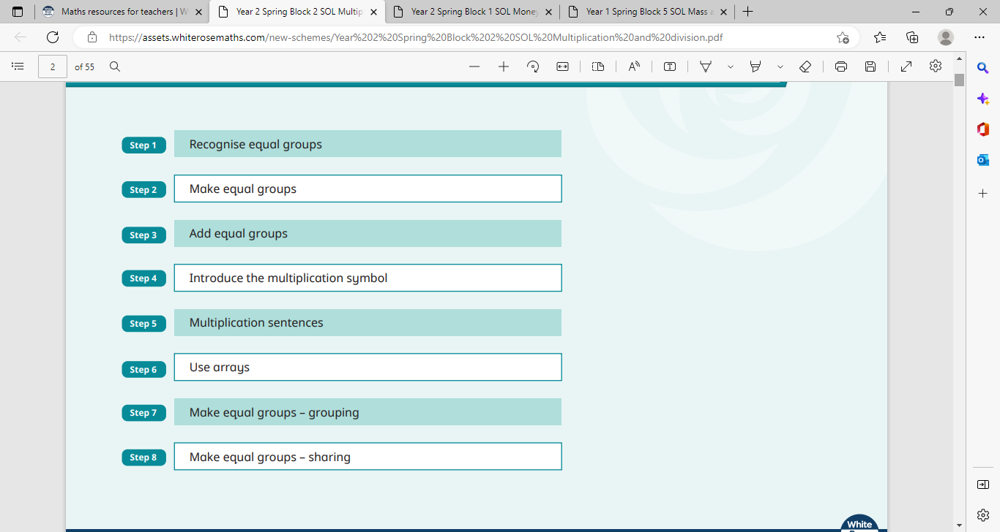 Maths resources for teachers | W
Year 2 Spring Block 2 SOL Multip
Year 2 Spring Block 1 SOL Money
Year 1 Spring Block 5 SOL Mass a
https://assets.whiterosemaths.com/new-schemes/Year%202%20Spring%20Block%202%20SOL%20Multiplication%20and%20division.pdf
2 of 55
Step 1 Recognise equal groups
Step 2 Make equal groups
Step 3 Add equal groups
Step 4 Introduce the multiplication symbol
Step 5 Multiplication sentences
Step 6 Use arrays
Step 7 Make equal groups – grouping
Step 8 Make equal groups – sharing
White